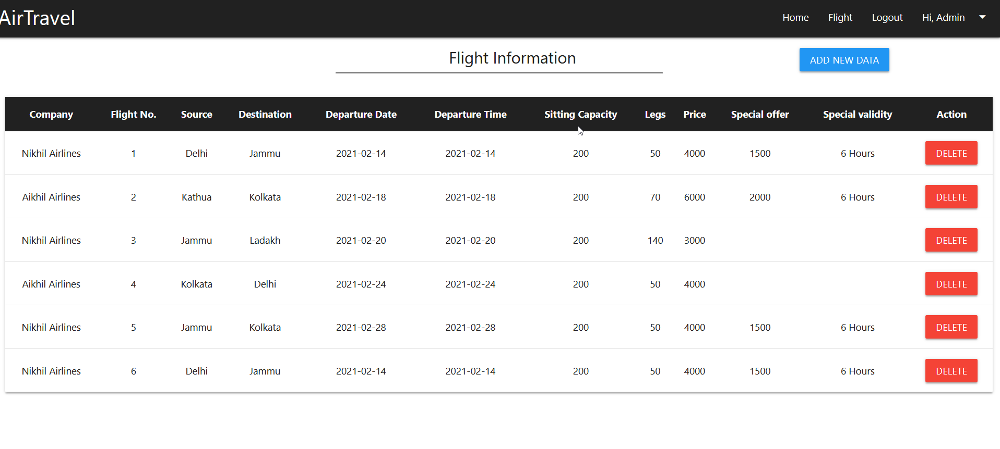 AirTravel Home Flight Logout Hi, Admin
Flight Information ADD NEW DATA
Company Flight No. Source Destination Departure Date Departure Time Sitting Capacity Legs Price Special offer Special validity Action
Nikhil Airlines 1 Delhi Jammu 2021-02-14 2021-02-14 200 50 4000 1500 6 Hours DELETE
Aikhil Airlines 2 Kathua Kolkata 2021-02-18 2021-02-18 200 70 6000 2000 6 Hours DELETE
Nikhil Airlines 3 Jammu Ladakh 2021-02-20 2021-02-20 200 140 3000 DELETE
Aikhil Airlines 4 Kolkata Delhi 2021-02-24 2021-02-24 200 50 4000 DELETE
Nikhil Airlines 5 Jammu Kolkata 2021-02-28 2021-02-28 200 50 4000 1500 6 Hours DELETE
Nikhil Airlines 6 Delhi Jammu 2021-02-14 2021-02-14 200 50 4000 1500 6 Hours DELETE